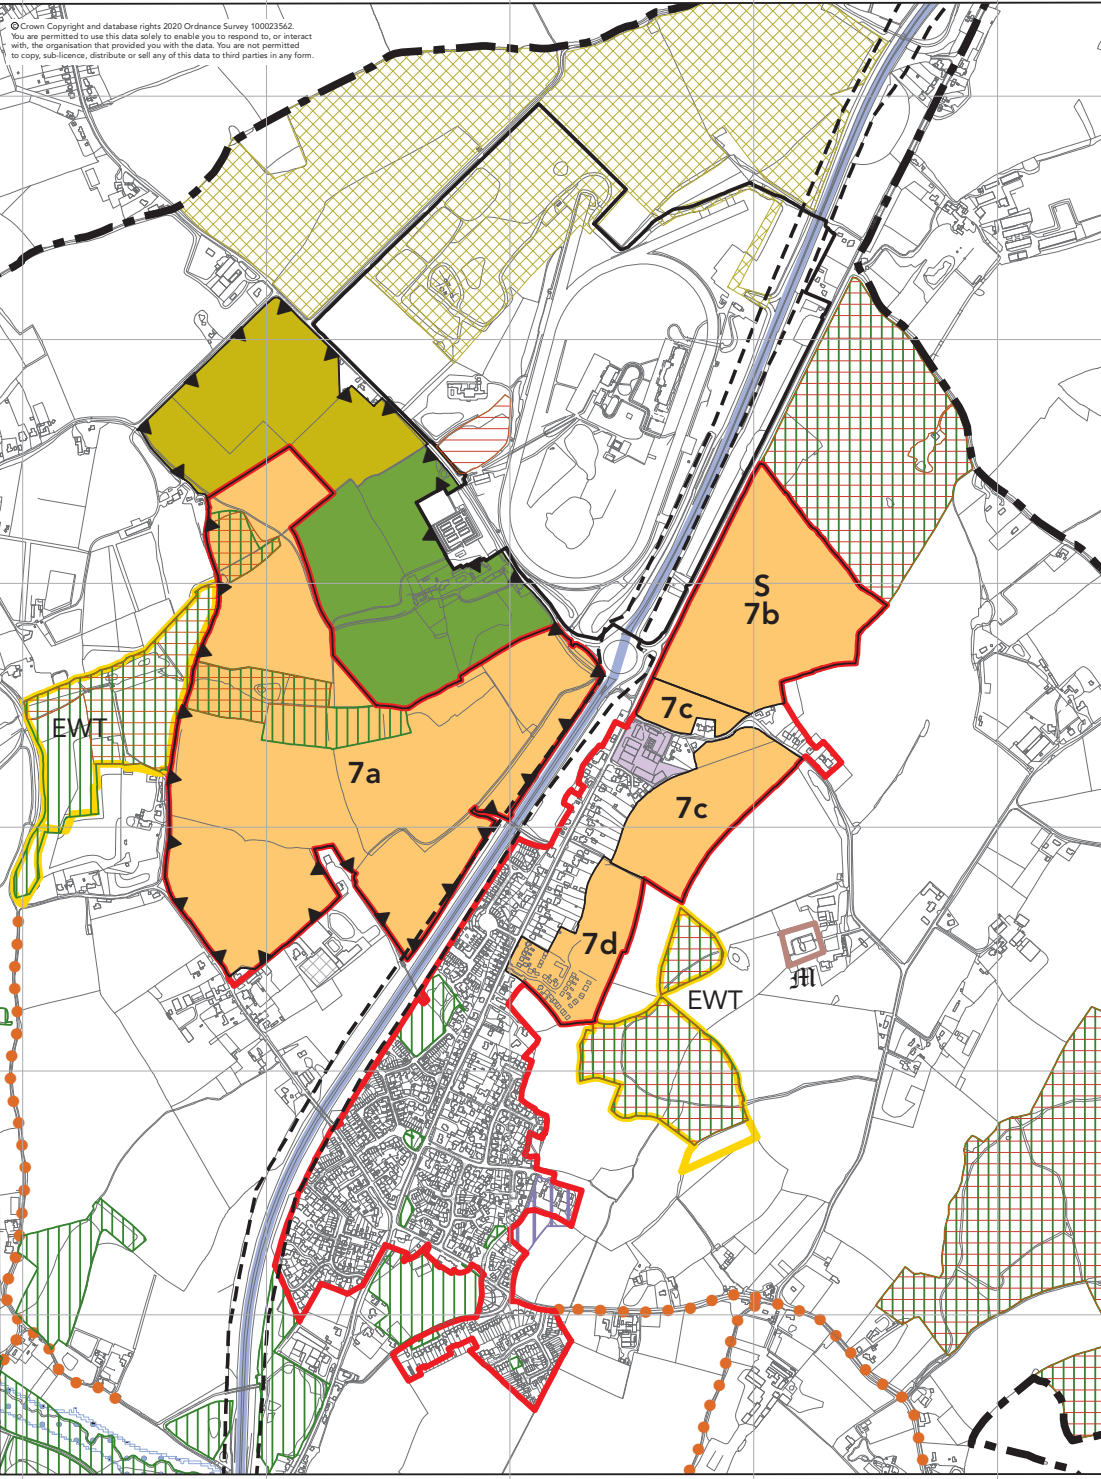 © Crown Copyright and database rights 2020 Ordnance Survey 100023562.
You are permitted to use this data solely to enable you to respond to, or interact
with, the organisation that provided you with the data. You are not permitted
to copy, sub-licence, distribute or sell any of this data to third parties in any form.
S
7b
7c
EWT
7a
7c
7d
M
EWT